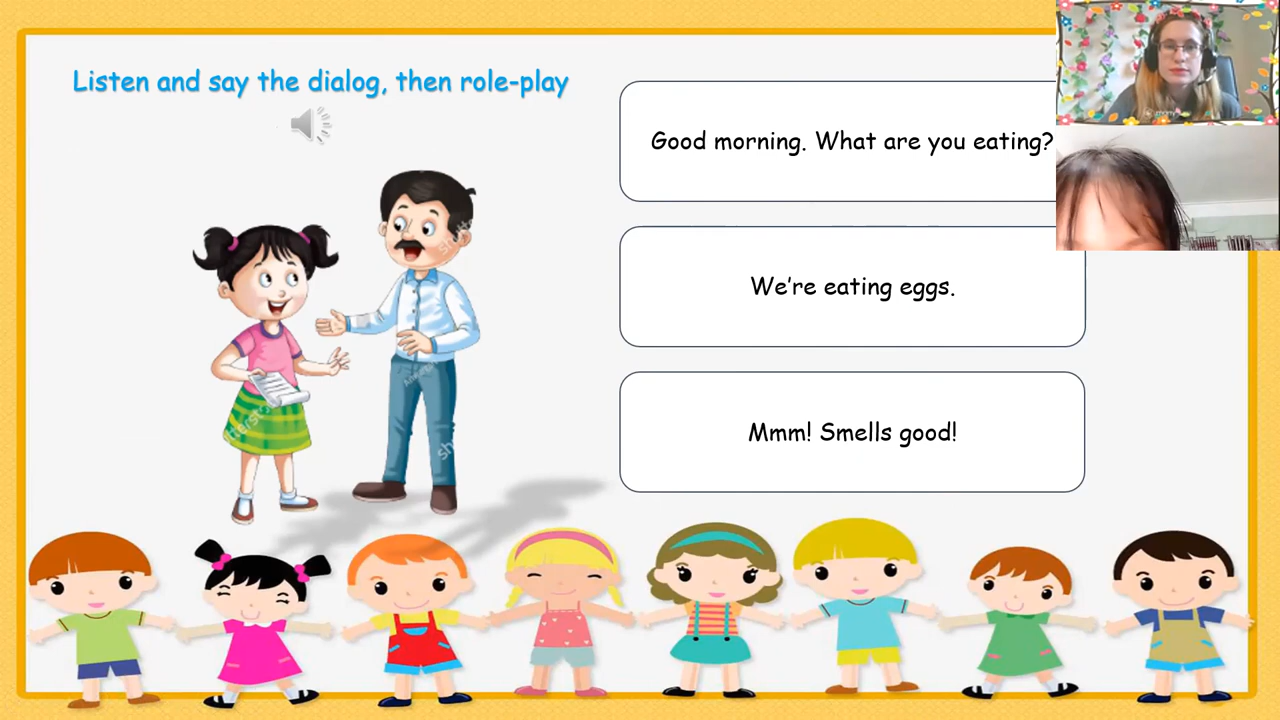 Listen and say the dialog, then role-play
Good morning. What are you eating?
We're eating eggs.
Mmm! Smells good!